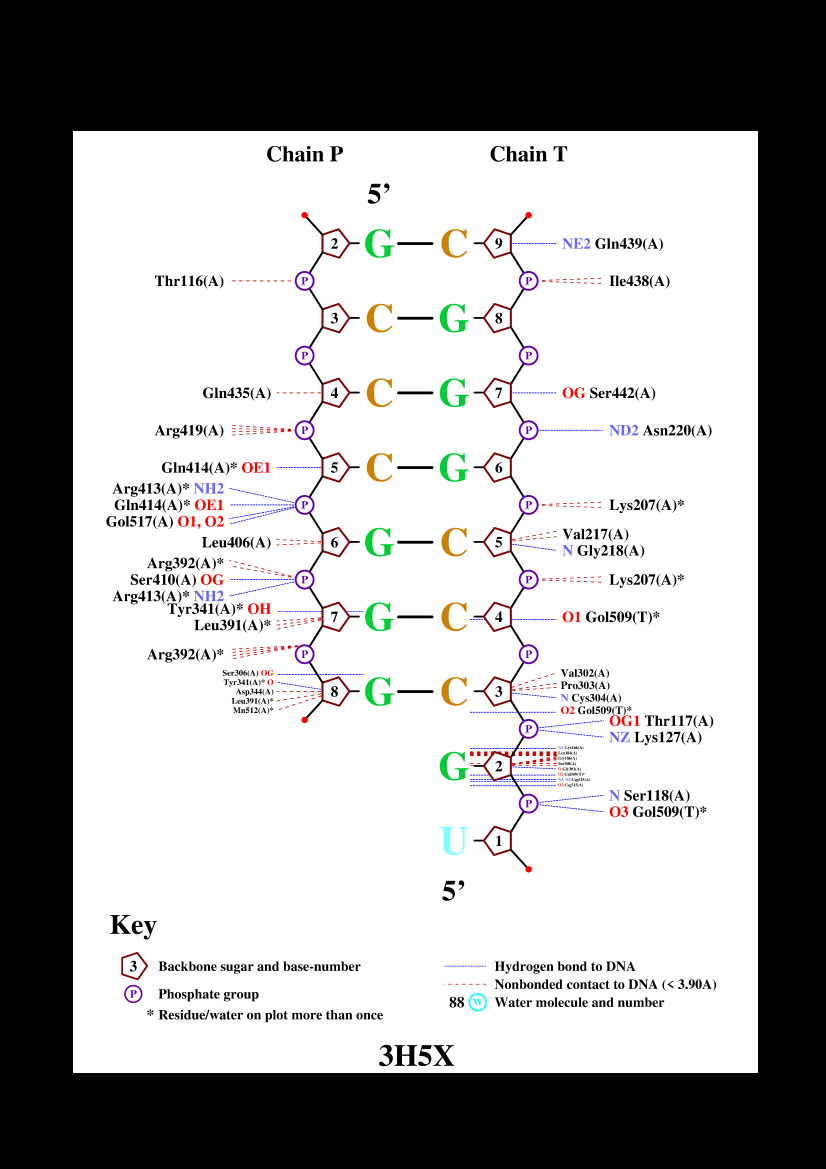 Chain P Chain T
5’
2 G C 9 NE2 Gln439(A)
Thr116(A) P P Ile438(A)
3 C G 8
P P
Gln435(A) 4 C G 7 OG Ser442(A)
Arg419(A) P P ND2 Asn220(A)
Gln414(A)* OE1 5 C G 6
Arg413(A)* NH2
Gln414(A)* OE1 P P Lys207(A)*
Gol517(A) O1, O2
Val217(A)
Leu406(A) 6 G C 5
N Gly218(A)
Arg392(A)*
Ser410(A) OG P P Lys207(A)*
Arg413(A)* NH2
Tyr341(A)* OH
7 G C 4 O1 Gol509(T)*
Leu391(A)*
Arg392(A)* P P
Ser306(A) OG Val302(A)
Tyr341(A)* O Pro303(A)
Asp344(A) 8 G C 3 N Cys304(A)
Leu391(A)* O2 Gol509(T)*
Mn512(A)*
OG1 Thr117(A)
P
NZ Lys127(A)
G 2
N Ser118(A)
P
O3 Gol509(T)*
U 1
5’
Key
3 Backbone sugar and base-number
P Phosphate group
* Residue/water on plot more than once
Hydrogen bond to DNA
Nonbonded contact to DNA (< 3.90A)
88 W Water molecule and number
3H5X